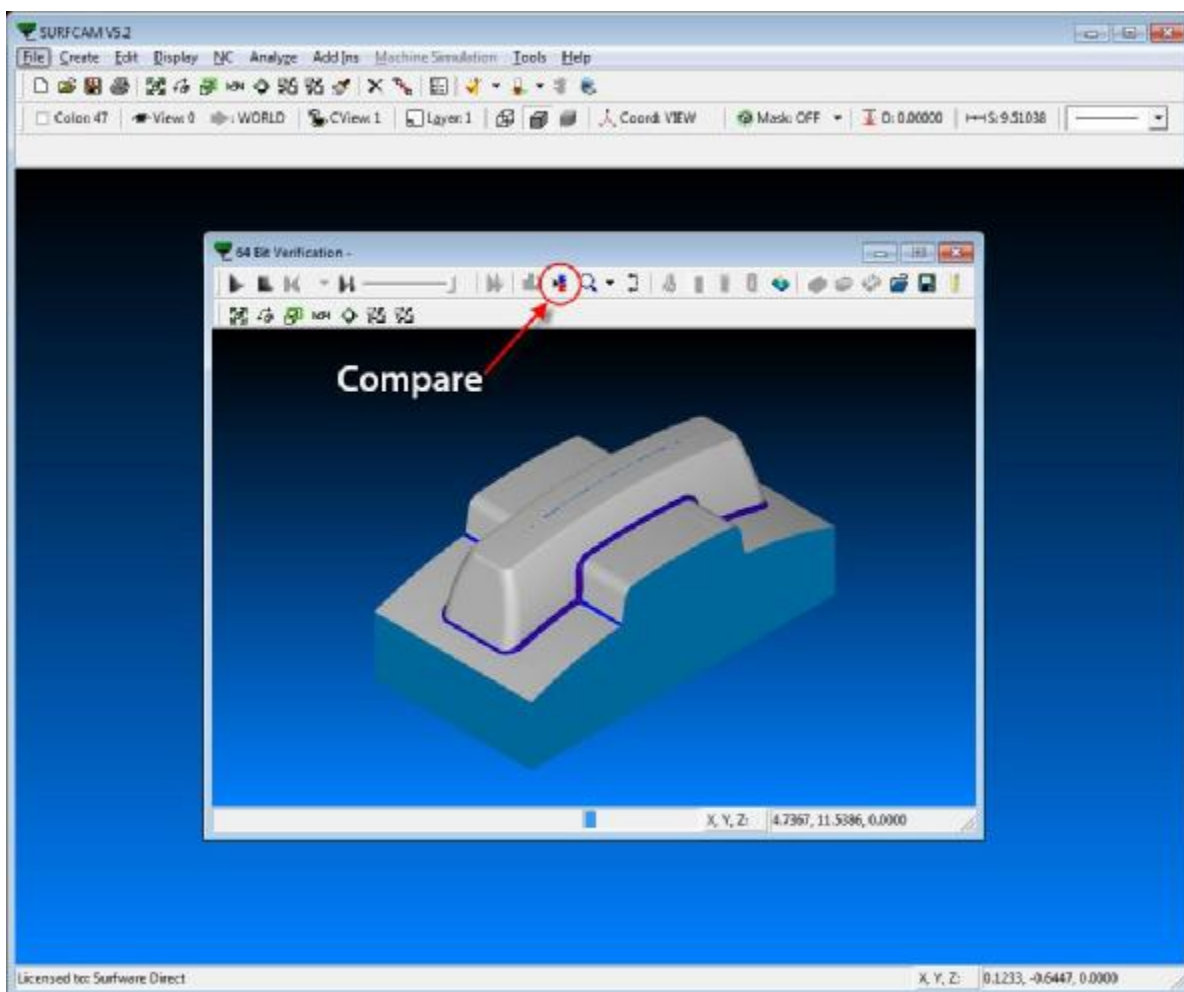 SURFCAM V5.2
File Create Edit Display NC Analyze Add Ins Machine Simulation Tools Help
Color: 47 View: 0 : WORLD CView: 1 Layer: 1 Coord: VIEW Mask: OFF D: 0.00000 S: 9.51038
64 Bit Verification -
Compare
X, Y, Z: 4.7367, 11.5386, 0.0000
Licensed to: Surfware Direct X, Y, Z: 0.1233, -0.6447, 0.0000